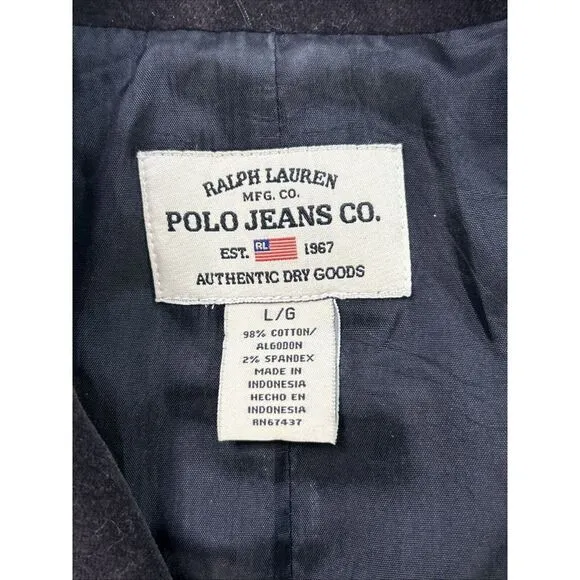 RALPH LAUREN
MFG. CO.
POLO JEANS CO.
EST. RL 1967
AUTHENTIC DRY GOODS
L/G
98% COTTON/
ALGODON
2% SPANDEX
MADE IN
INDONESIA
HECHO EN
INDONESIA
RN67437